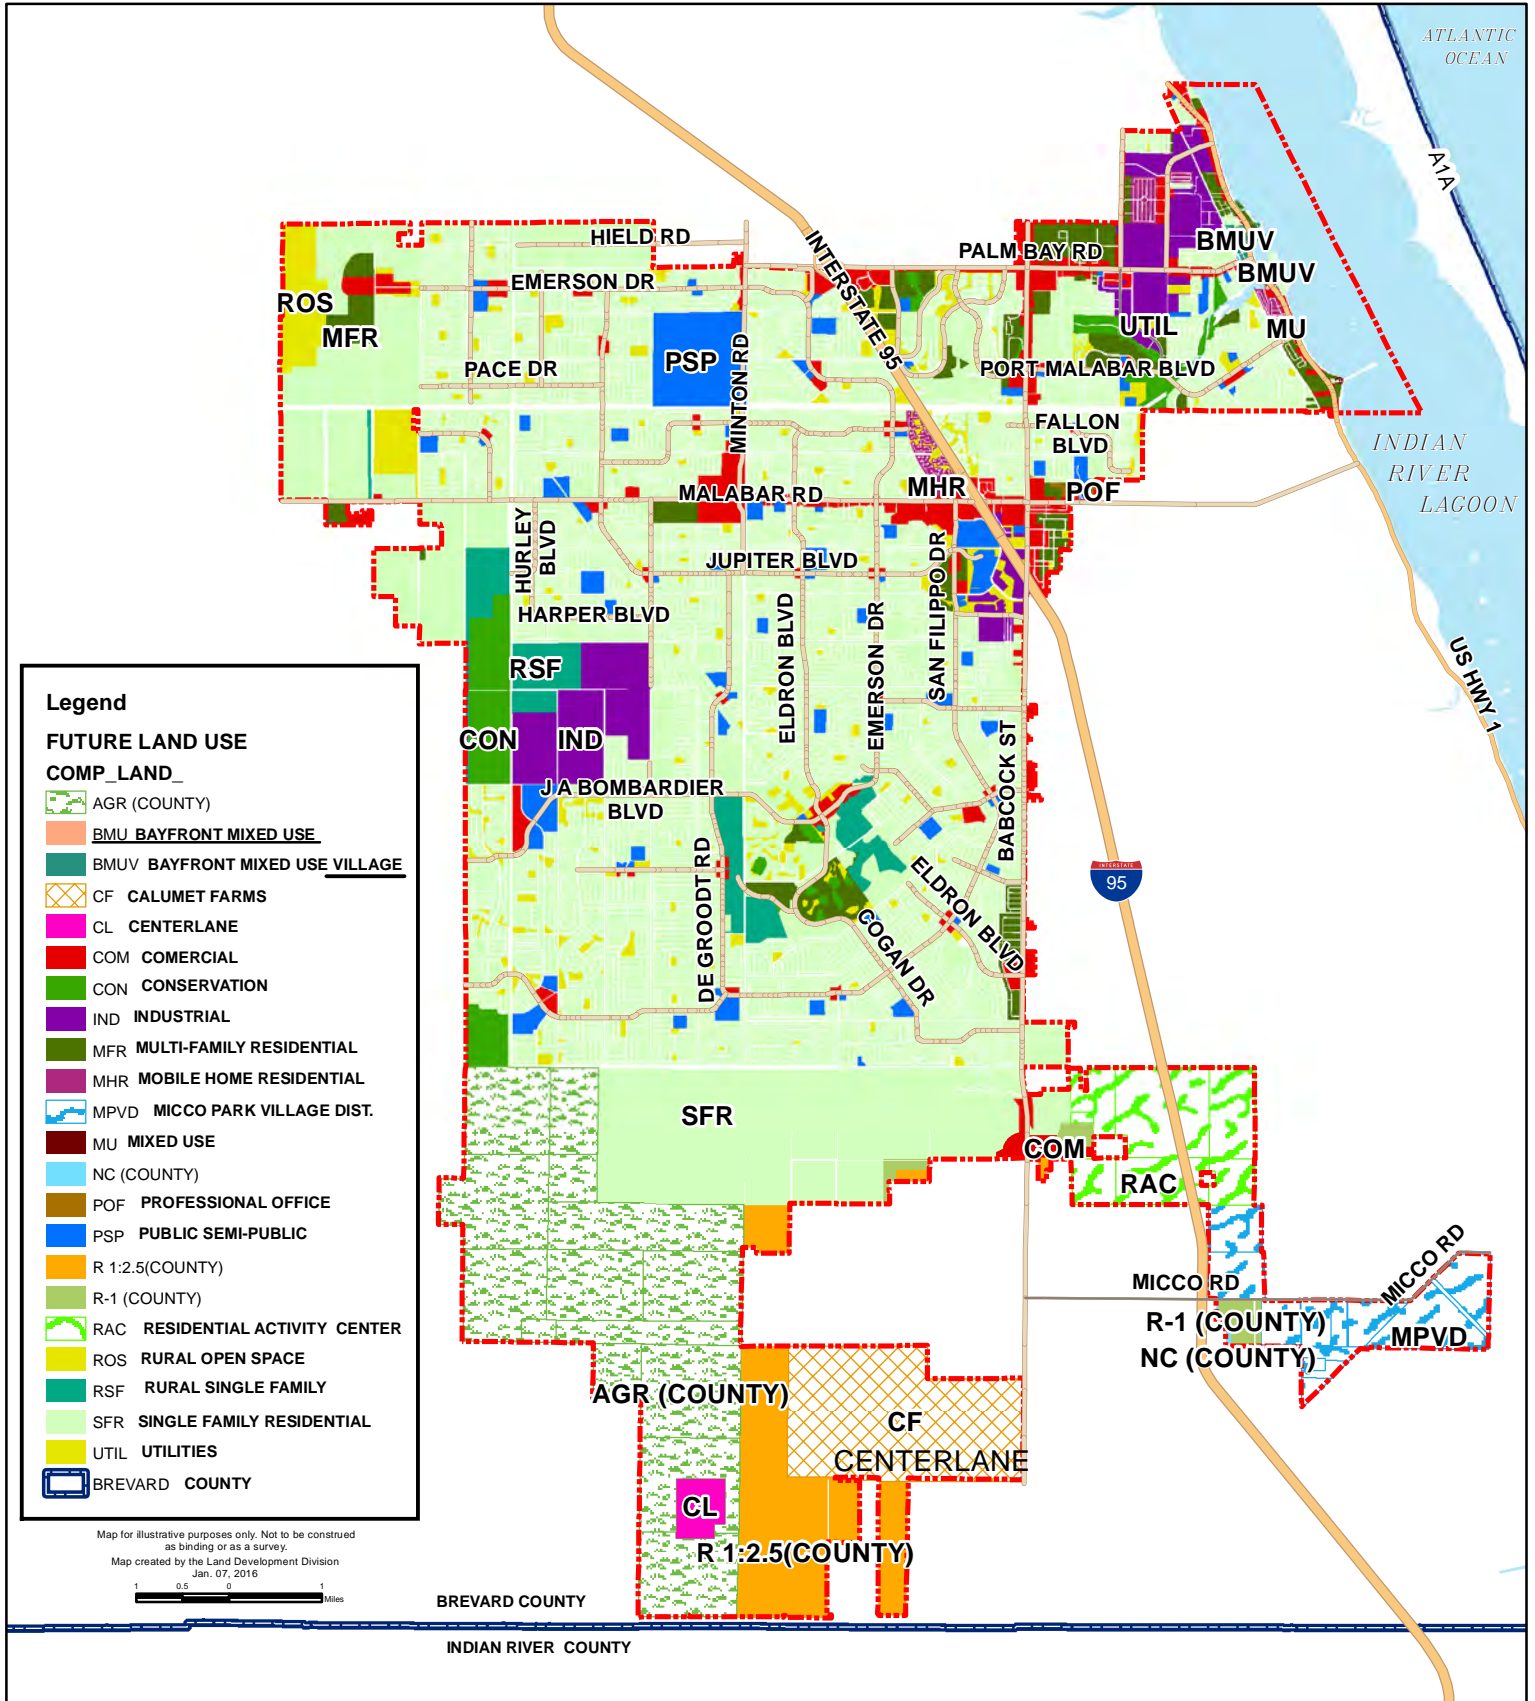 ATLANTIC
OCEAN
A1A
HIELD RD
INTERSTATE 95
PALM BAY RD
BMUV
BMUV
EMERSON DR
ROS
MFR
UTIL
MU
PSP
MINTON RD
PACE DR
PORT MALABAR BLVD
FALLON
BLVD
INDIAN
RIVER
LAGOON
MALABAR RD
MHR
POF
HURLEY
BLVD
JUPITER BLVD
SAN FILIPPO DR
HARPER BLVD
ELDRON BLVD
EMERSON DR
US HWY 1
RSF
CON
IND
BABCOCK ST
J A BOMBARDIER
BLVD
DE GROODT RD
ELDRON BLVD
COGAN DR
INTERSTATE
95
SFR
COM
RAC
MICCO RD
MICCO RD
R-1 (COUNTY)
NC (COUNTY)
MPVD
AGR (COUNTY)
CF
CENTERLANE
CL
R 1:2.5(COUNTY)
BREVARD COUNTY
INDIAN RIVER COUNTY
Legend
FUTURE LAND USE
COMP_LAND_
AGR (COUNTY)
BMU BAYFRONT MIXED USE
BMUV BAYFRONT MIXED USE VILLAGE
CF CALUMET FARMS
CL CENTERLANE
COM COMERCIAL
CON CONSERVATION
IND INDUSTRIAL
MFR MULTI-FAMILY RESIDENTIAL
MHR MOBILE HOME RESIDENTIAL
MPVD MICCO PARK VILLAGE DIST.
MU MIXED USE
NC (COUNTY)
POF PROFESSIONAL OFFICE
PSP PUBLIC SEMI-PUBLIC
R 1:2.5(COUNTY)
R-1 (COUNTY)
RAC RESIDENTIAL ACTIVITY CENTER
ROS RURAL OPEN SPACE
RSF RURAL SINGLE FAMILY
SFR SINGLE FAMILY RESIDENTIAL
UTIL UTILITIES
BREVARD COUNTY
Map for illustrative purposes only. Not to be construed
as binding or as a survey.
Map created by the Land Development Division
Jan. 07, 2016
1 0.5 0 1
Miles